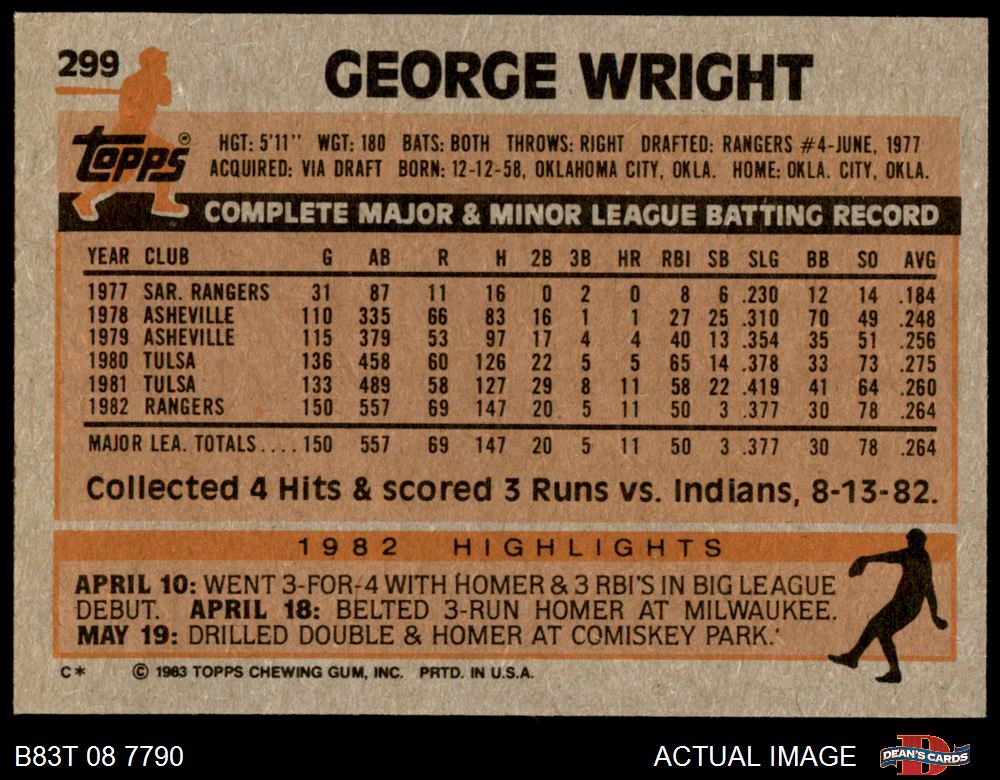 299
GEORGE WRIGHT
topps®
HGT: 5'11'' WGT: 180 BATS: BOTH THROWS: RIGHT DRAFTED: RANGERS #4-JUNE, 1977
ACQUIRED: VIA DRAFT BORN: 12-12-58, OKLAHOMA CITY, OKLA. HOME: OKLA. CITY, OKLA.
COMPLETE MAJOR & MINOR LEAGUE BATTING RECORD
YEAR CLUB G AB R H 2B 3B HR RBI SB SLG BB SO AVG
1977 SAR. RANGERS 31 87 11 16 0 2 0 8 6 .230 12 14 .184
1978 ASHEVILLE 110 335 66 83 16 1 1 27 25 .310 70 49 .248
1979 ASHEVILLE 115 379 53 97 17 4 4 40 13 .354 35 51 .256
1980 TULSA 136 458 60 126 22 5 5 65 14 .378 33 73 .275
1981 TULSA 133 489 58 127 29 8 11 58 22 .419 41 64 .260
1982 RANGERS 150 557 69 147 20 5 11 50 3 .377 30 78 .264
MAJOR LEA. TOTALS.... 150 557 69 147 20 5 11 50 3 .377 30 78 .264
Collected 4 Hits & scored 3 Runs vs. Indians, 8-13-82.
1982 HIGHLIGHTS
APRIL 10: WENT 3-FOR-4 WITH HOMER & 3 RBI'S IN BIG LEAGUE
DEBUT. APRIL 18: BELTED 3-RUN HOMER AT MILWAUKEE.
MAY 19: DRILLED DOUBLE & HOMER AT COMISKEY PARK.
C* © 1983 TOPPS CHEWING GUM, INC. PRTD. IN U.S.A.
B83T 08 7790
ACTUAL IMAGE
D
DEAN'S CARDS